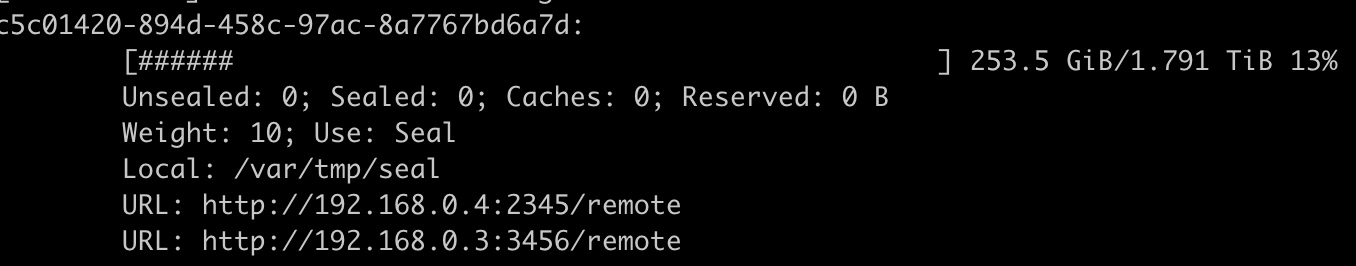 c5c01420-894d-458c-97ac-8a7767bd6a7d:
[###### ] 253.5 GiB/1.791 TiB 13%
Unsealed: 0; Sealed: 0; Caches: 0; Reserved: 0 B
Weight: 10; Use: Seal
Local: /var/tmp/seal
URL: http://192.168.0.4:2345/remote
URL: http://192.168.0.3:3456/remote